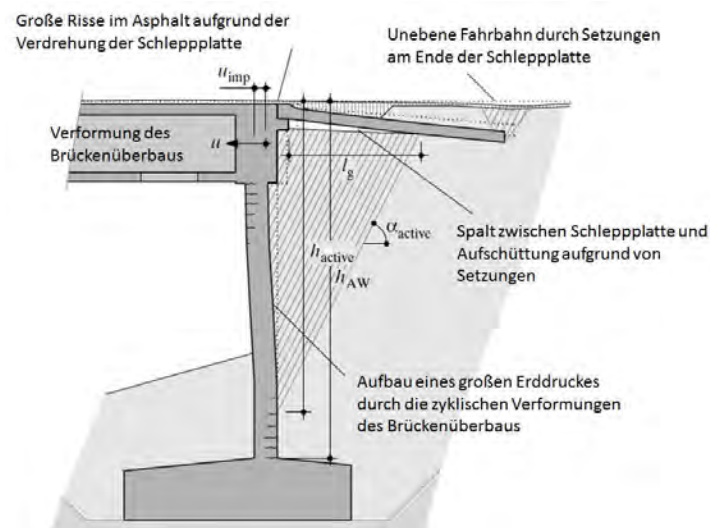 Große Risse im Asphalt aufgrund der
Verdrehung der Schleppplatte
Unebene Fahrbahn durch Setzungen
am Ende der Schleppplatte
u_imp
Verformung des
Brückenüberbaus
u
l_g
α_active
Spalt zwischen Schleppplatte und
Aufschüttung aufgrund von
Setzungen
h_active
h_AW
Aufbau eines großen Erddruckes
durch die zyklischen Verformungen
des Brückenüberbaus